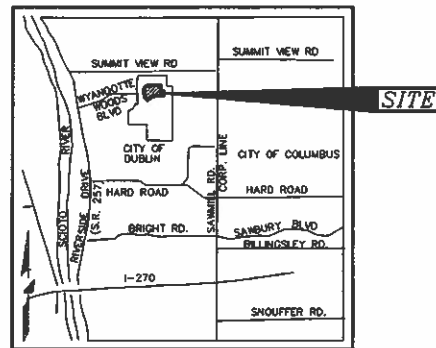 SUMMIT VIEW RD
SUMMIT VIEW RD
WYANDOTTE
WOODS
BLVD
SITE
CITY OF
DUBLIN
CITY OF COLUMBUS
SCIOTO RIVER
RIVERSIDE DRIVE
(S.R. 257)
SAWMILL RD.
CORP. LINE
HARD ROAD
HARD ROAD
BRIGHT RD.
SANBURY BLVD
BILLINGSLEY RD.
I-270
SNOUFFER RD.